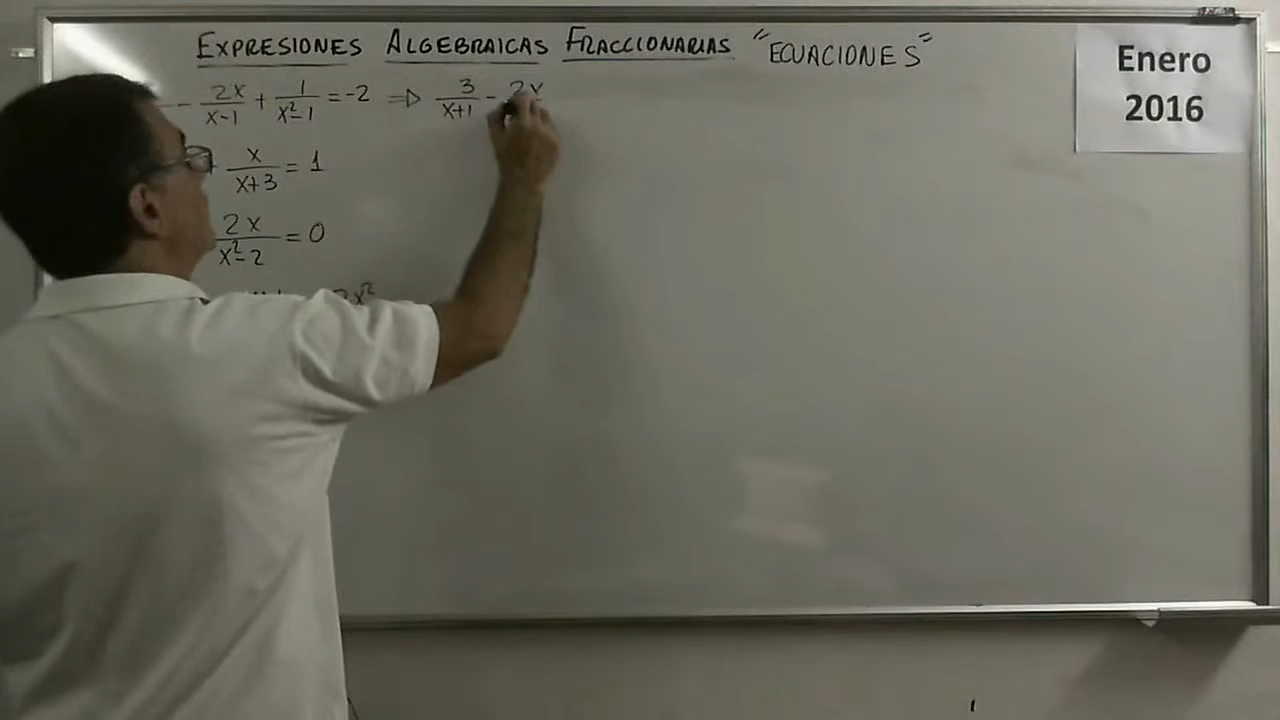 EXPRESIONES ALGEBRAICAS FRACCIONARIAS "ECUACIONES"
Enero
2016
- 2x/(x-1) + 1/(x²-1) = -2 ⇒ 3/(x+1) - 2x
x/(x+3) = 1
2x/(x²-2) = 0
2x²